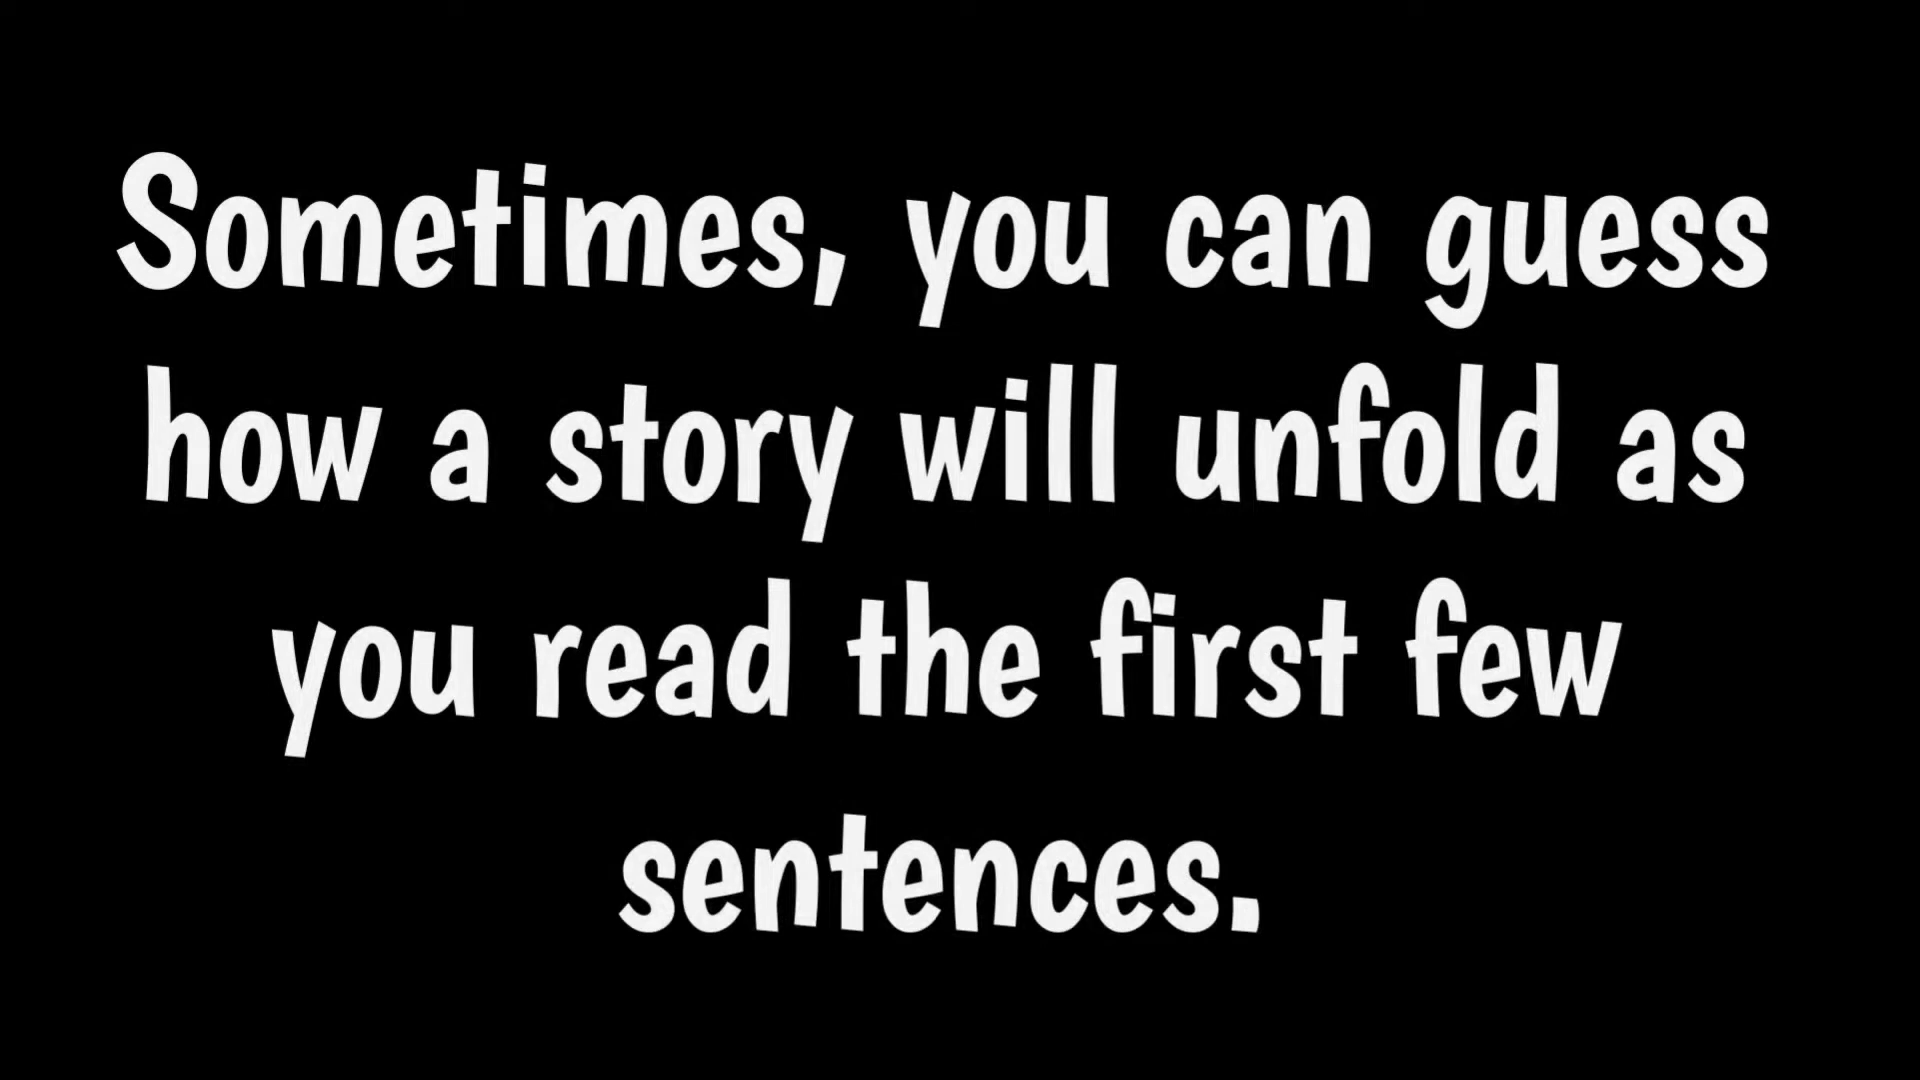 Sometimes, you can guess
how a story will unfold as
you read the first few
sentences.